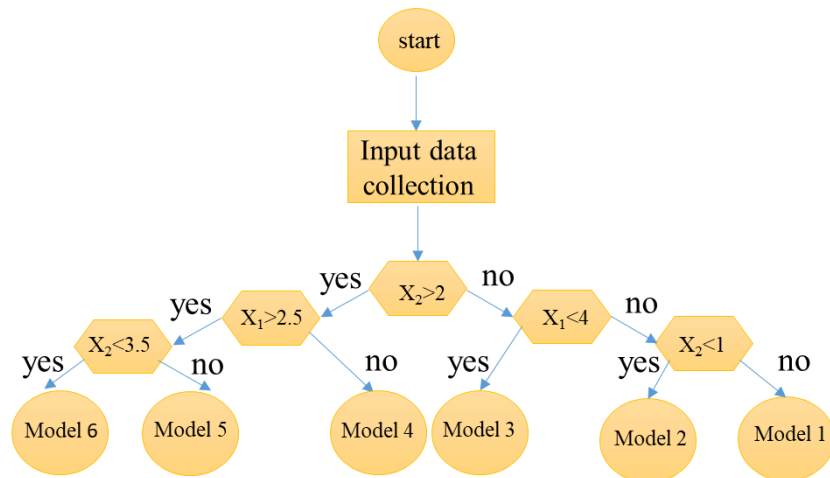 start
Input data
collection
yes
X₂>2
no
yes
X₁>2.5
X₁<4
no
yes
X₂<3.5
no
no
yes
yes
X₂<1
no
Model 6
Model 5
Model 4
Model 3
Model 2
Model 1